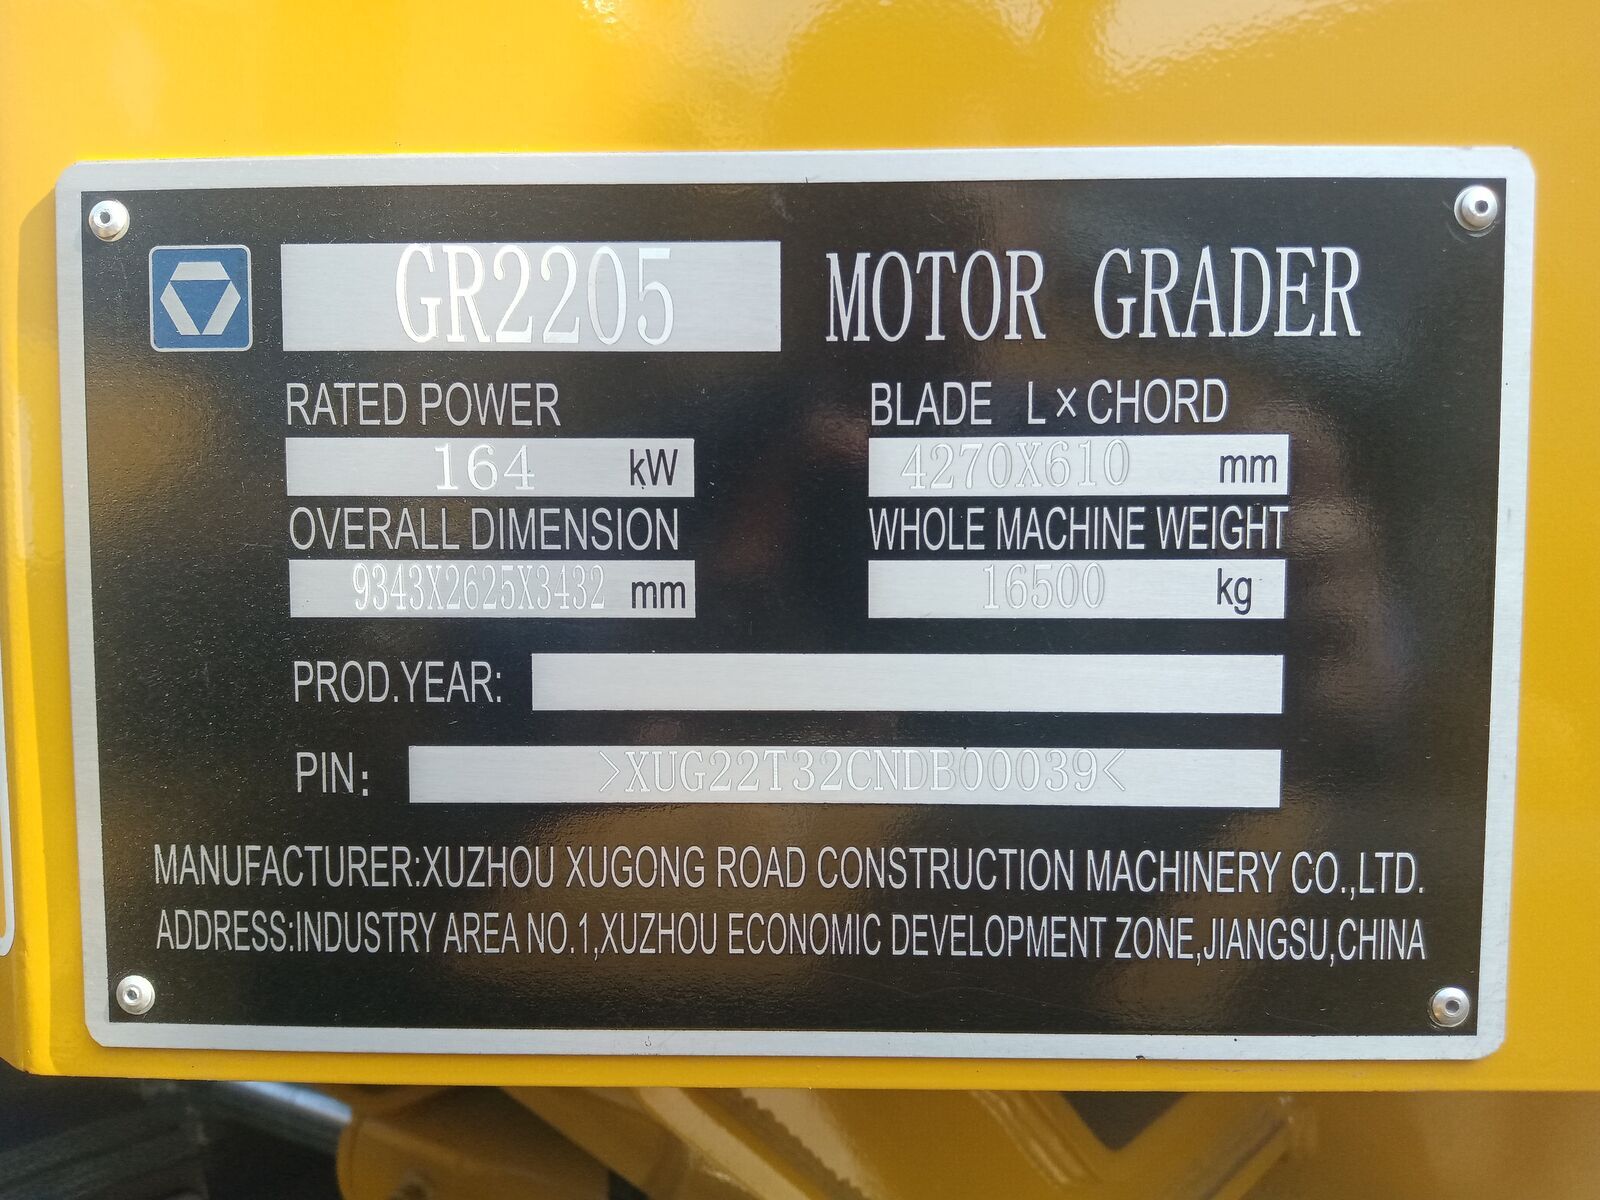 GR2205 MOTOR GRADER
RATED POWER BLADE L×CHORD
164 kW 4270X610 mm
OVERALL DIMENSION WHOLE MACHINE WEIGHT
9343X2625X3432 mm 16500 kg
PROD.YEAR:
PIN: >XUG22T32CNDB00039<
MANUFACTURER:XUZHOU XUGONG ROAD CONSTRUCTION MACHINERY CO.,LTD.
ADDRESS:INDUSTRY AREA NO.1,XUZHOU ECONOMIC DEVELOPMENT ZONE,JIANGSU,CHINA